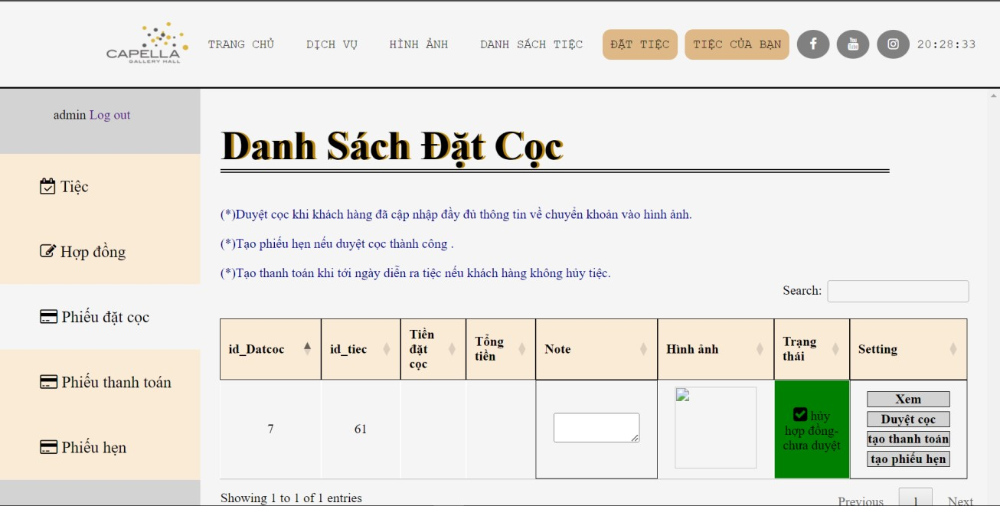 CAPELLA
GALLERY HALL
TRANG CHỦ DỊCH VỤ HÌNH ẢNH DANH SÁCH TIỆC ĐẶT TIỆC TIỆC CỦA BẠN You Tube 20:28:33
admin Log out
Tiệc
Hợp đồng
Phiếu đặt cọc
Phiếu thanh toán
Phiếu hẹn
Danh Sách Đặt Cọc
(*)Duyệt cọc khi khách hàng đã cập nhập đầy đủ thông tin về chuyển khoản vào hình ảnh.
(*)Tạo phiếu hẹn nếu duyệt cọc thành công .
(*)Tạo thanh toán khi tới ngày diễn ra tiệc nếu khách hàng không hủy tiệc.
Search:
id_Datcoc id_tiec Tiền đặt cọc Tổng tiền Note Hình ảnh Trạng thái Setting
7 61
hủy
hợp đồng-
chưa duyệt
Xem
Duyệt cọc
tạo thanh toán
tạo phiếu hẹn
Showing 1 to 1 of 1 entries
Previous 1 Next